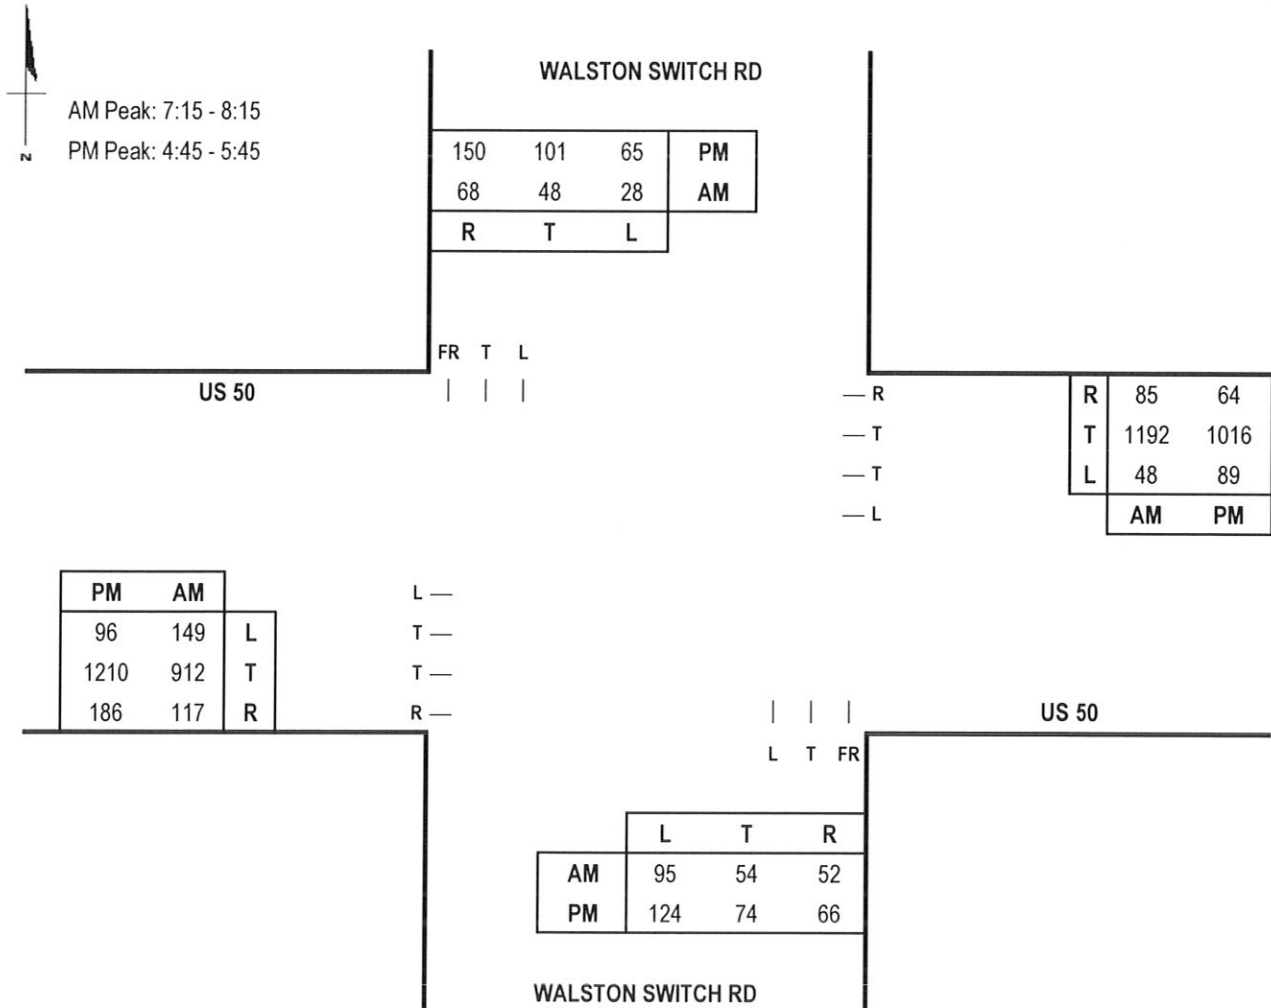 WALSTON SWITCH RD
AM Peak: 7:15 - 8:15
PM Peak: 4:45 - 5:45
N
150 101 65 PM
68 48 28 AM
R T L
FR T L
US 50
R
T
T
L
R 85 64
T 1192 1016
L 48 89
AM PM
PM AM
96 149 L
1210 912 T
186 117 R
L
T
T
R
US 50
L T FR
L T R
AM 95 54 52
PM 124 74 66
WALSTON SWITCH RD